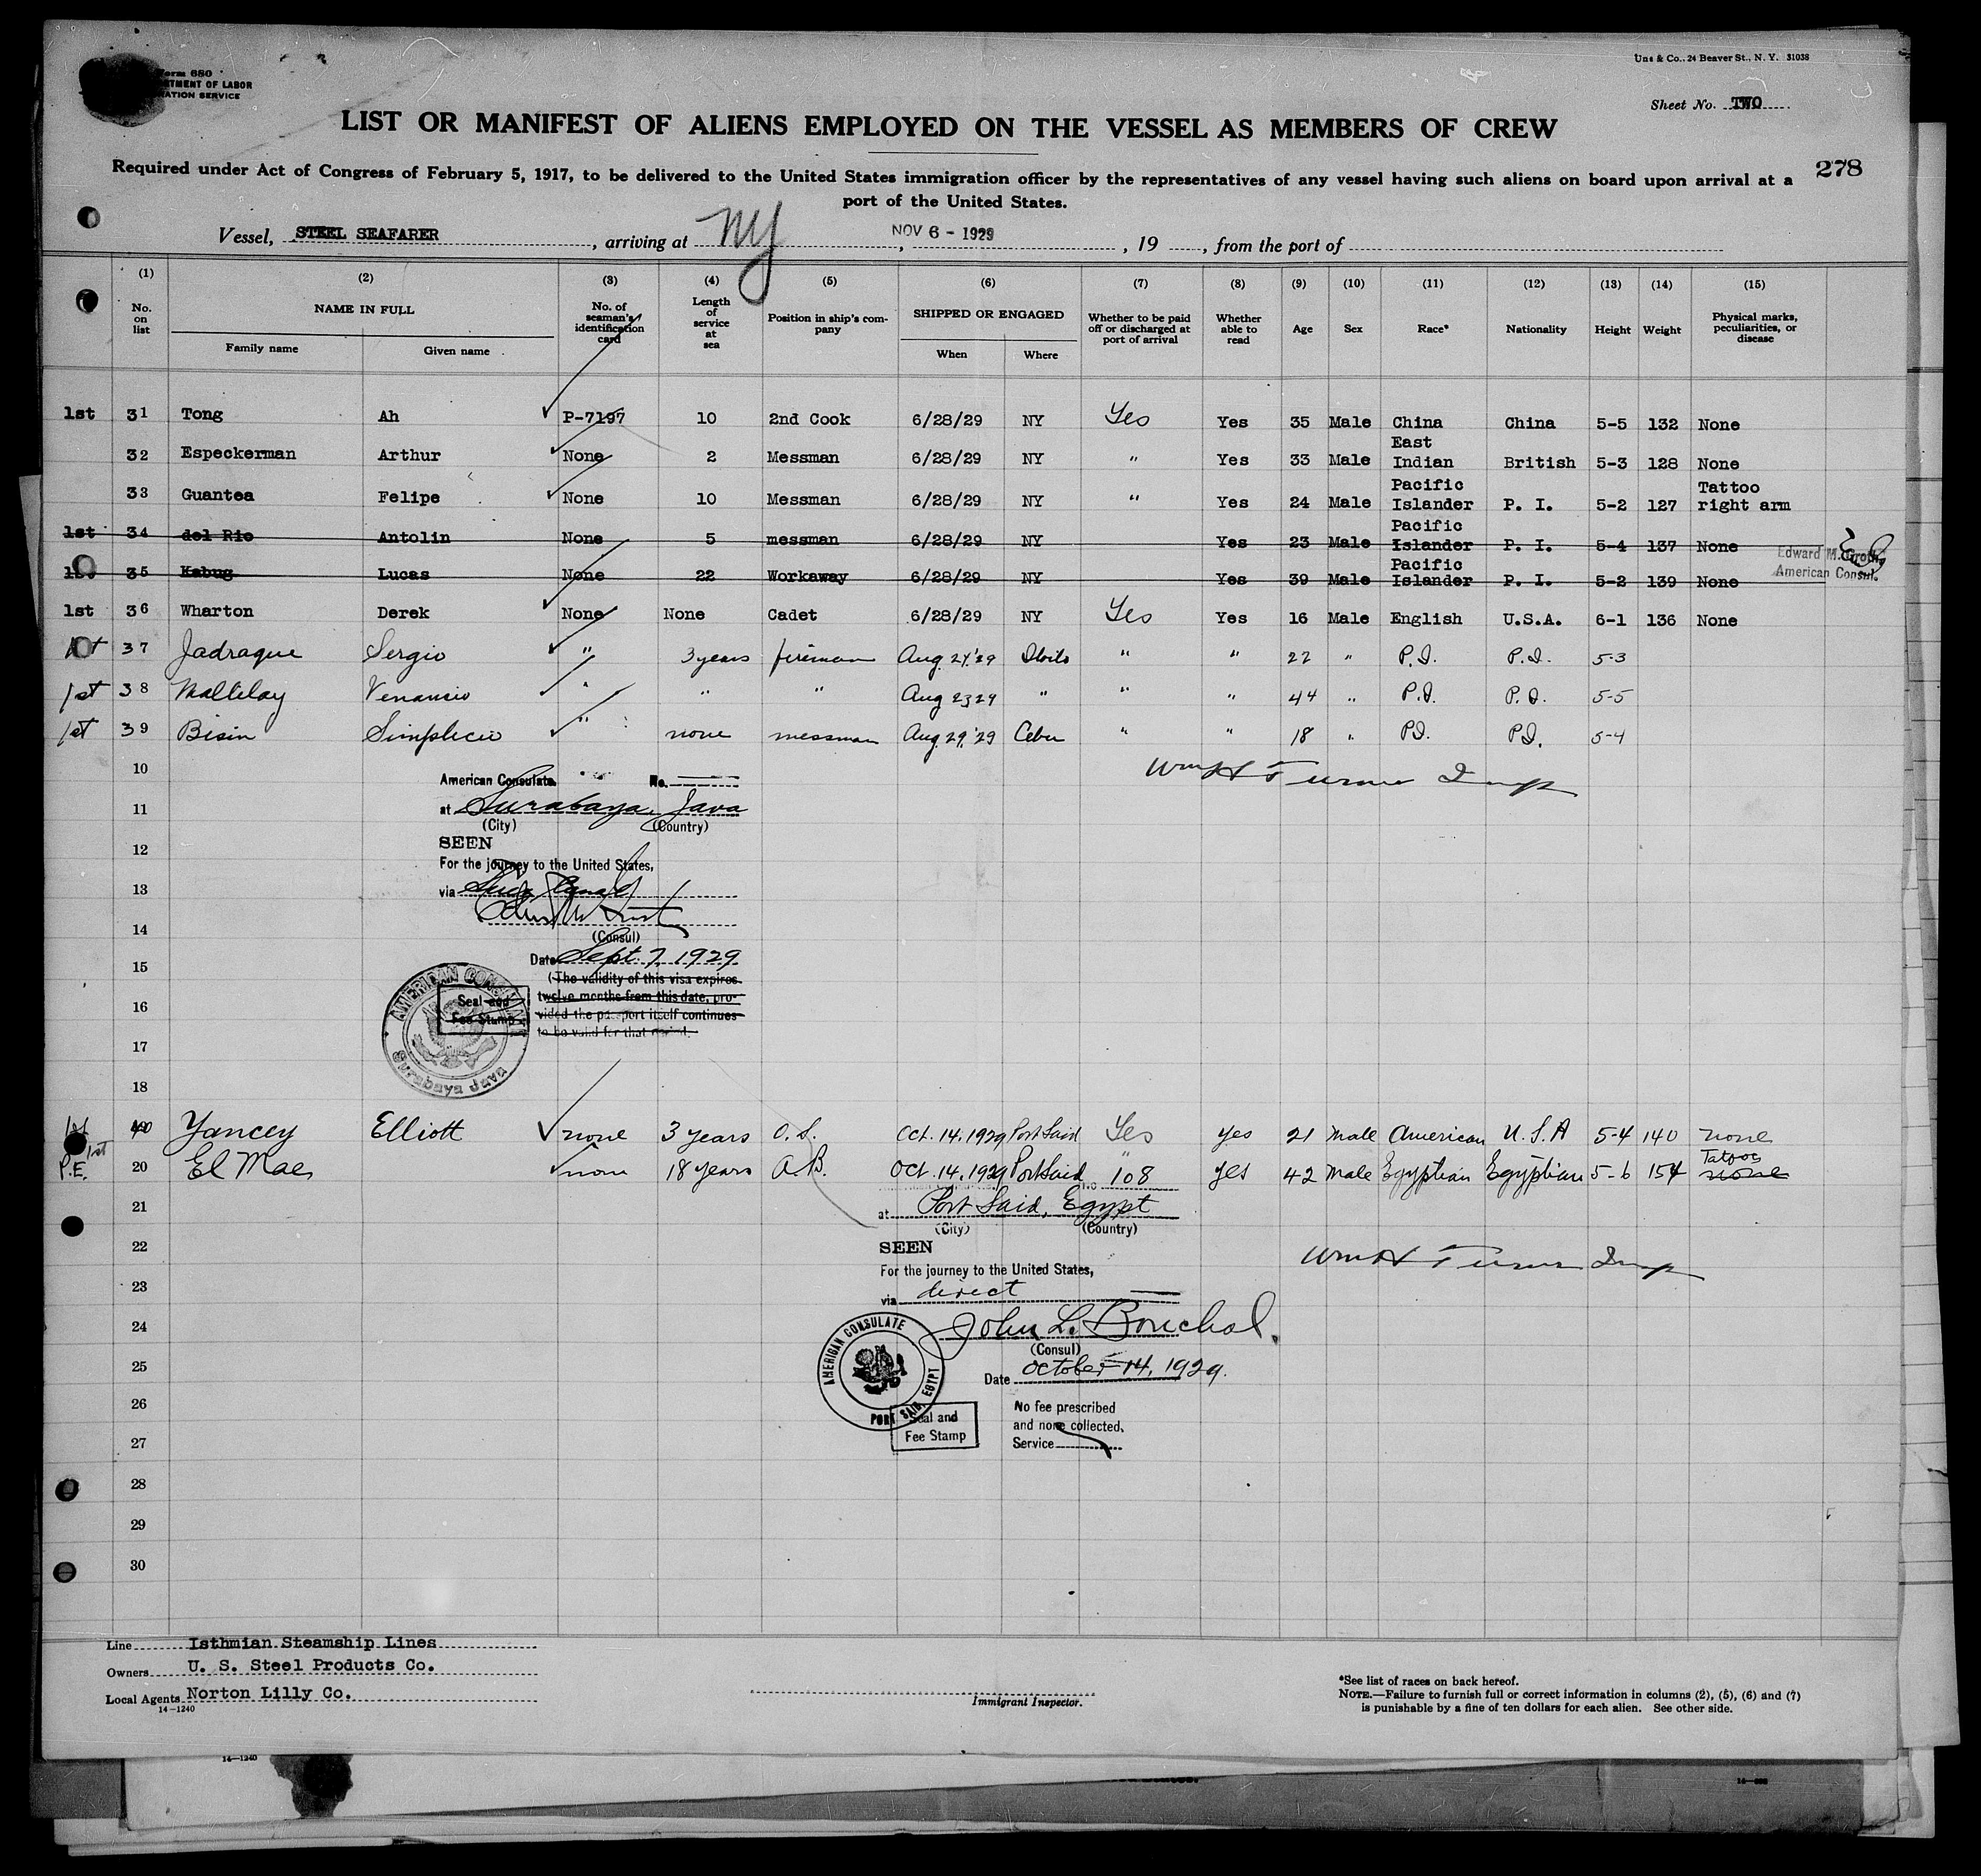 Form 680
TMENT OF LABOR
ATION SERVICE
Uns & Co., 24 Beaver St., N. Y. 31038
Sheet No. TWO
LIST OR MANIFEST OF ALIENS EMPLOYED ON THE VESSEL AS MEMBERS OF CREW
278
Required under Act of Congress of February 5, 1917, to be delivered to the United States immigration officer by the representatives of any vessel having such aliens on board upon arrival at a
port of the United States.
Vessel, STEEL SEAFARER, arriving at NY, NOV 6 - 1929, 19, from the port of
(1) (2) (3) (4) (5) (6) (7) (8) (9) (10) (11) (12) (13) (14) (15)
No. on list NAME IN FULL Family name Given name No. of seaman's identification card Length of service at sea Position in ship's company SHIPPED OR ENGAGED When Where Whether to be paid off or discharged at port of arrival Whether able to read Age Sex Race* Nationality Height Weight Physical marks, peculiarities, or disease
1st 31 Tong Ah P-7197 10 2nd Cook 6/28/29 NY Yes Yes 35 Male China China 5-5 132 None
32 Especkerman Arthur None 2 Messman 6/28/29 NY " Yes 33 Male East Indian British 5-3 128 None
33 Guantea Felipe None 10 Messman 6/28/29 NY " Yes 24 Male Pacific Islander P. I. 5-2 127 Tattoo right arm
1st 34 del Rio Antolin None 5 messman 6/28/29 NY Yes 23 Male Pacific Islander P. I. 5-4 137 None
Edward M. Groth,
American Consul.
1st 35 Kabug Lucas None 22 Workaway 6/28/29 NY Yes 39 Male Pacific Islander P. I. 5-2 139 None
1st 36 Wharton Derek None None Cadet 6/28/29 NY Yes Yes 16 Male English U.S.A. 6-1 136 None
1st 37 Jadraque Sergio " 3 years fireman Aug. 24, '29 Iloilo " " 22 " P.I. P.I. 5-3
1st 38 Venancio " " " Aug 23 29 " " " 44 " P.I. P.I. 5-5
1st 39 Bisin Simplicio " none messman Aug. 29, '29 Cebu " " 18 " P.I. P.I. 5-4
10 Wm H Turner Insp
American Consulate No.
11 at Surabaya, Java
(City) (Country)
12 SEEN
For the journey to the United States,
13 via Suez Canal
14
(Consul)
15 Date Sept. 7, 1929
(The validity of this visa expires
16 twelve months from this date, pro-
vided the passport itself continues
17 to be valid for that period.
Seal and
Fee Stamp
AMERICAN CONSULATE
Surabaya Java
18
1st 40 Yancey Elliott none 3 years O. S. Oct. 14, 1929 Port Said Yes yes 21 male American U. S. A 5-4 140 none
1st P.E. 20 El Maes none 18 years A.B. Oct. 14, 1929 Port Said " yes 42 male Egyptian Egyptian 5-6 154 none Tatoos
No 108
21 at Port Said, Egypt
(City) (Country)
22 SEEN
Wm H Turner Insp
For the journey to the United States,
23 via direct
24 John L. Bouchal.
(Consul)
25 Date October 14, 1929.
AMERICAN CONSULATE
PORT SAID, EGYPT
26 No fee prescribed
and none collected.
27 Service
Seal and
Fee Stamp
28
29
30
Line Isthmian Steamship Lines
Owners U. S. Steel Products Co.
Local Agents Norton Lilly Co.
14-1240
Immigrant Inspector.
*See list of races on back hereof.
NOTE.—Failure to furnish full or correct information in columns (2), (5), (6) and (7)
is punishable by a fine of ten dollars for each alien. See other side.
14-1240